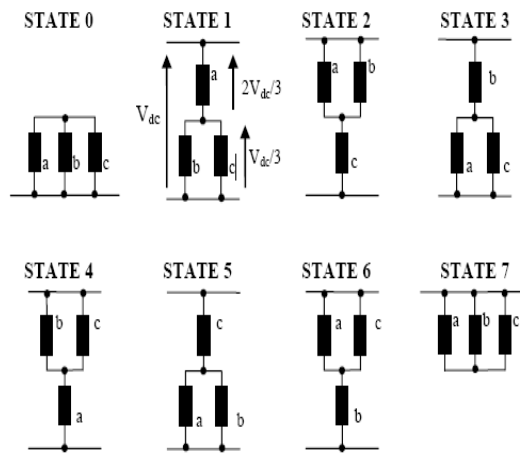 STATE 0 STATE 1 STATE 2 STATE 3
a b c
V_dc
a
2V_dc/3
b c
V_dc/3
a b
c
b
a c
STATE 4 STATE 5 STATE 6 STATE 7
b c
a
c
a b
a c
b
a b c